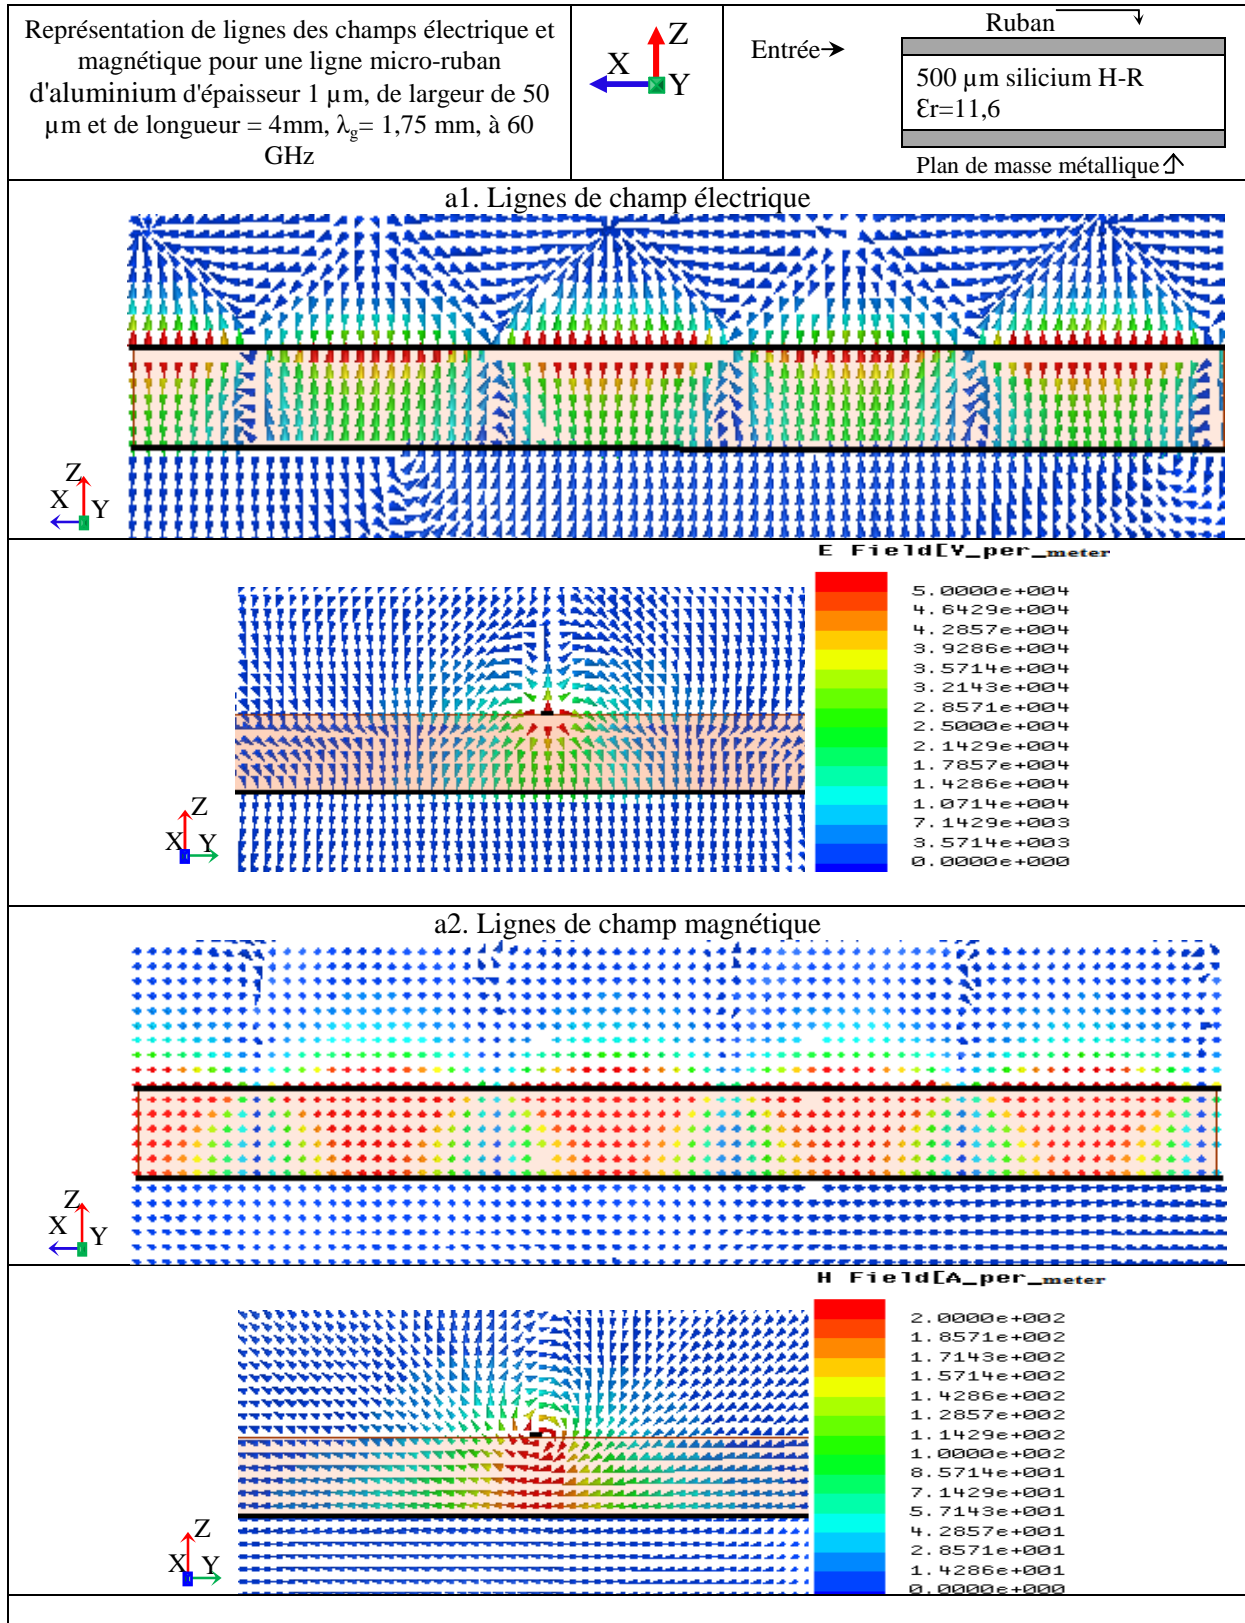 Représentation de lignes des champs électrique et
magnétique pour une ligne micro-ruban
d'aluminium d'épaisseur 1 µm, de largeur de 50
µm et de longueur = 4mm, λg= 1,75 mm, à 60
GHz
Z
X
Y
Entrée→
Ruban
500 µm silicium H-R
Ɛr=11,6
Plan de masse métallique
a1. Lignes de champ électrique
Z
X
Y
E Field[V_per_meter
5.0000e+004
4.6429e+004
4.2857e+004
3.9286e+004
3.5714e+004
3.2143e+004
2.8571e+004
2.5000e+004
2.1429e+004
1.7857e+004
1.4286e+004
1.0714e+004
7.1429e+003
3.5714e+003
0.0000e+000
Z
X
Y
a2. Lignes de champ magnétique
Z
X
Y
H Field[A_per_meter
2.0000e+002
1.8571e+002
1.7143e+002
1.5714e+002
1.4286e+002
1.2857e+002
1.1429e+002
1.0000e+002
8.5714e+001
7.1429e+001
5.7143e+001
4.2857e+001
2.8571e+001
1.4286e+001
0.0000e+000
Z
X
Y